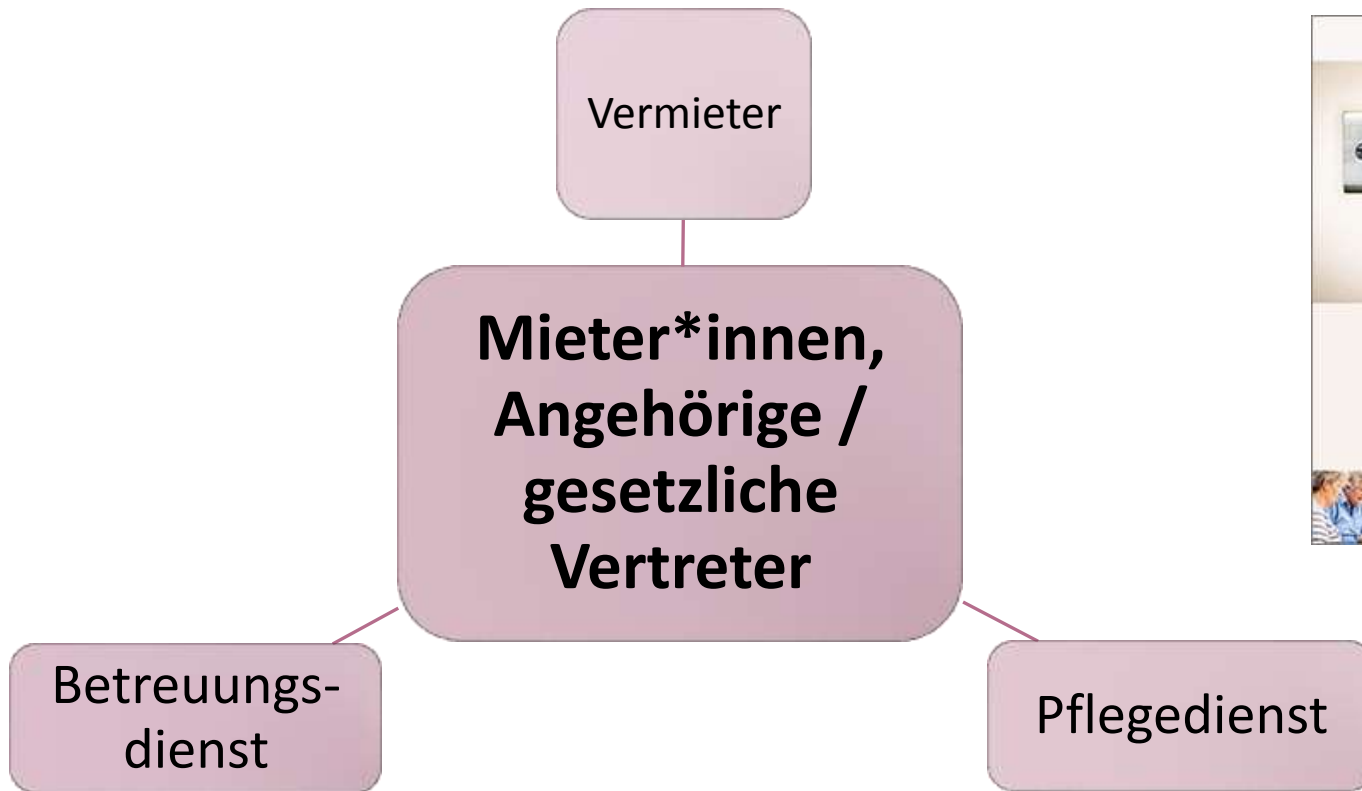 Vermieter
Mieter*innen,
Angehörige /
gesetzliche
Vertreter
Betreuungs-
dienst
Pflegedienst